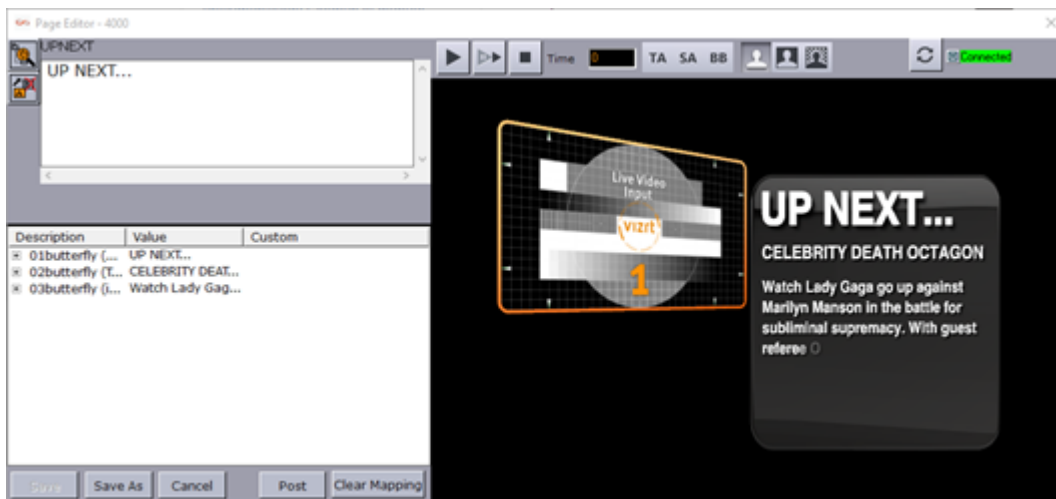 Page Editor - 4000
UPNEXT
UP NEXT...
Time 0 TA SA BB
Connected
Description Value Custom
01butterfly (... UP NEXT...
02butterfly (T... CELEBRITY DEAT...
03butterfly (i... Watch Lady Gag...
Save Save As Cancel Post Clear Mapping
Live Video
Input
vizrt
1
UP NEXT...
CELEBRITY DEATH OCTAGON
Watch Lady Gaga go up against
Marilyn Manson in the battle for
subliminal supremacy. With guest
referee O